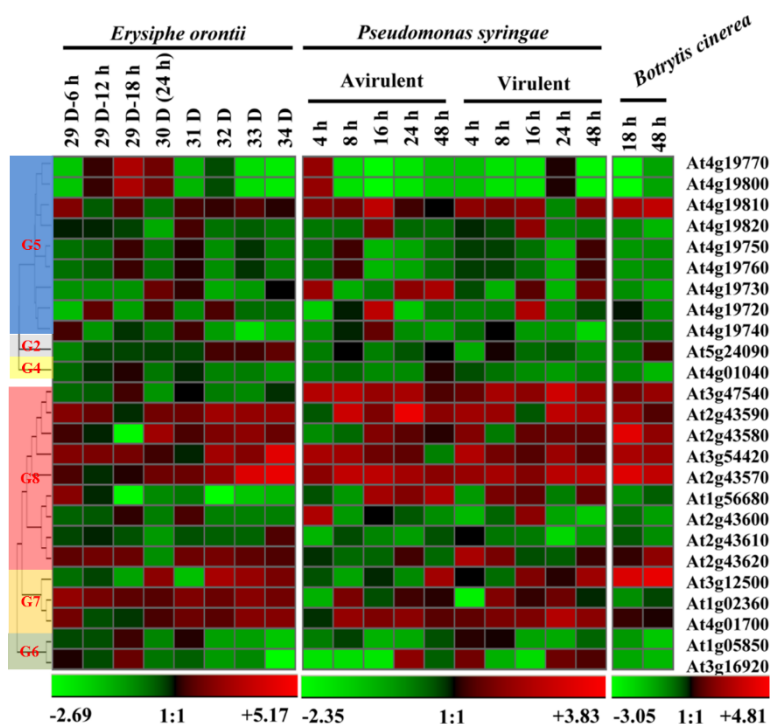 Erysiphe orontii
Pseudomonas syringae
Botrytis cinerea
Avirulent
Virulent
29 D-6 h
29 D-12 h
29 D-18 h
30 D (24 h)
31 D
32 D
33 D
34 D
4 h
8 h
16 h
24 h
48 h
4 h
8 h
16 h
24 h
48 h
18 h
48 h
G5
G2
G4
G8
G7
G6
At4g19770
At4g19800
At4g19810
At4g19820
At4g19750
At4g19760
At4g19730
At4g19720
At4g19740
At5g24090
At4g01040
At3g47540
At2g43590
At2g43580
At3g54420
At2g43570
At1g56680
At2g43600
At2g43610
At2g43620
At3g12500
At1g02360
At4g01700
At1g05850
At3g16920
-2.69 1:1 +5.17
-2.35 1:1 +3.83
-3.05 1:1 +4.81